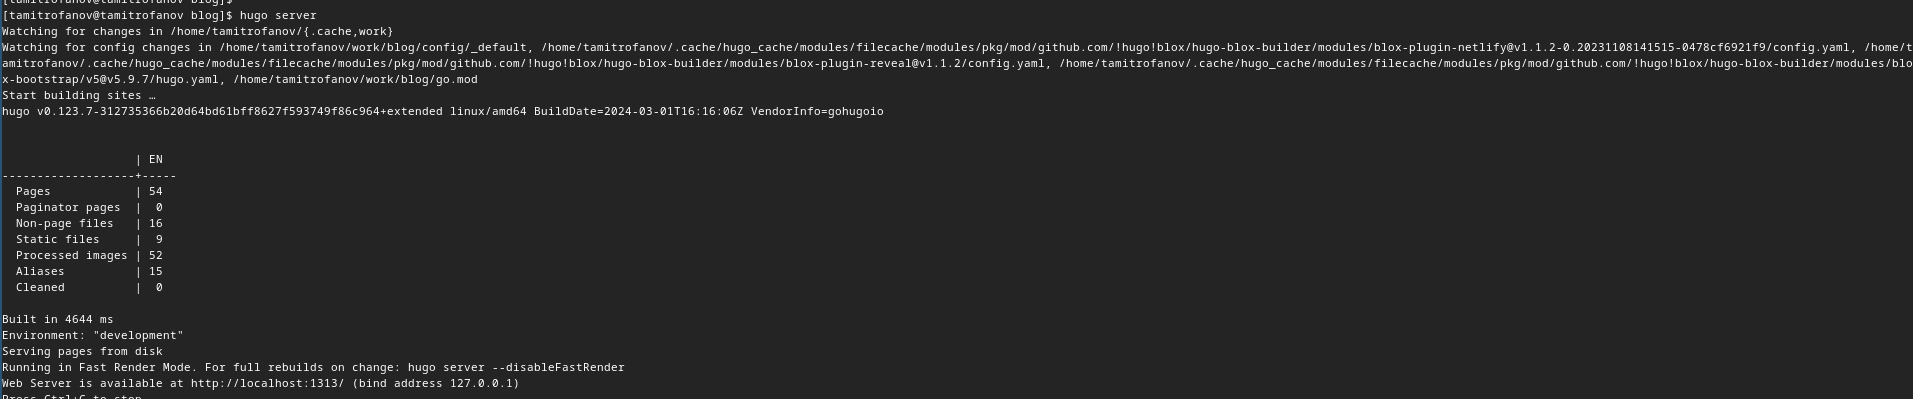 [tamitrofanov@tamitrofanov blog]$
[tamitrofanov@tamitrofanov blog]$ hugo server
Watching for changes in /home/tamitrofanov/{.cache,work}
Watching for config changes in /home/tamitrofanov/work/blog/config/_default, /home/tamitrofanov/.cache/hugo_cache/modules/filecache/modules/pkg/mod/github.com/!hugo!blox/hugo-blox-builder/modules/blox-plugin-netlify@v1.1.2-0.20231108141515-0478cf6921f9/config.yaml, /home/t
amitrofanov/.cache/hugo_cache/modules/filecache/modules/pkg/mod/github.com/!hugo!blox/hugo-blox-builder/modules/blox-plugin-reveal@v1.1.2/config.yaml, /home/tamitrofanov/.cache/hugo_cache/modules/filecache/modules/pkg/mod/github.com/!hugo!blox/hugo-blox-builder/modules/blo
x-bootstrap/v5@v5.9.7/hugo.yaml, /home/tamitrofanov/work/blog/go.mod
Start building sites …
hugo v0.123.7-312735366b20d64bd61bff8627f593749f86c964+extended linux/amd64 BuildDate=2024-03-01T16:16:06Z VendorInfo=gohugoio
                   | EN
-------------------+-----
  Pages            | 54
  Paginator pages  |  0
  Non-page files   | 16
  Static files     |  9
  Processed images | 52
  Aliases          | 15
  Cleaned          |  0
Built in 4644 ms
Environment: "development"
Serving pages from disk
Running in Fast Render Mode. For full rebuilds on change: hugo server --disableFastRender
Web Server is available at http://localhost:1313/ (bind address 127.0.0.1)
Press Ctrl+C to stop